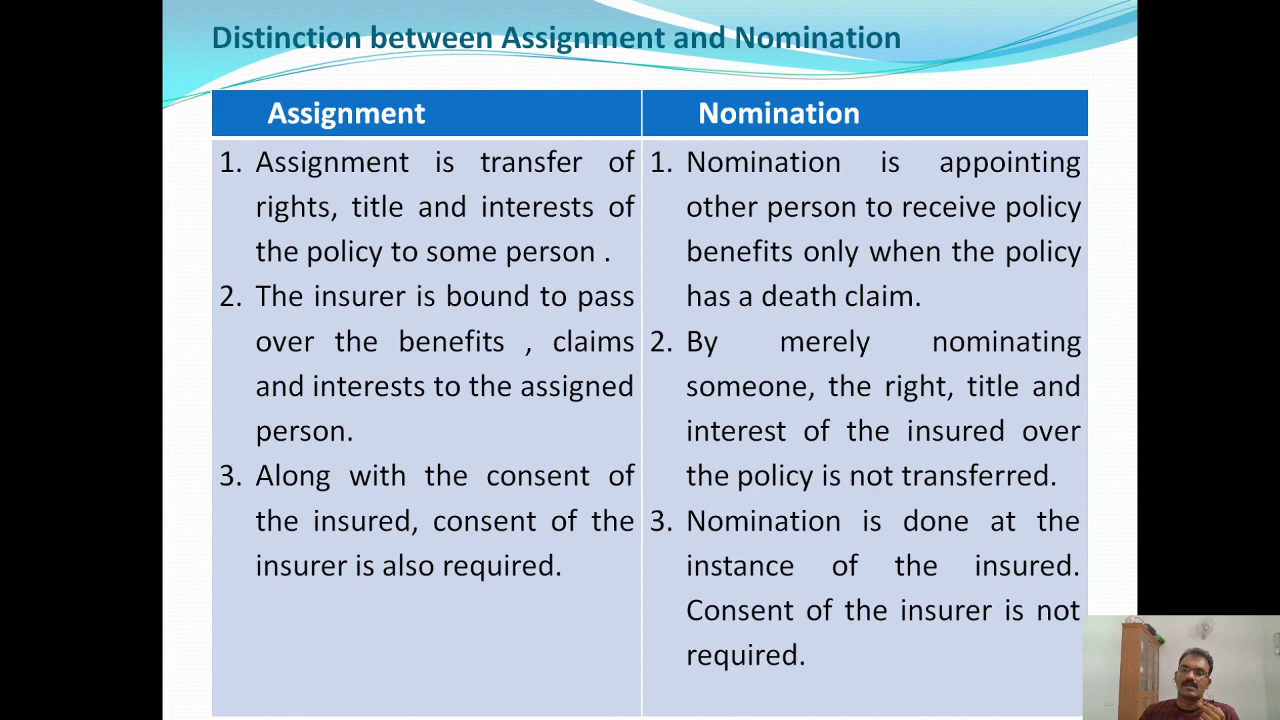 Distinction between Assignment and Nomination
Assignment
Nomination
1. Assignment is transfer of
rights, title and interests of
the policy to some person .
2. The insurer is bound to pass
over the benefits , claims
and interests to the assigned
person.
3. Along with the consent of
the insured, consent of the
insurer is also required.
1. Nomination is appointing
other person to receive policy
benefits only when the policy
has a death claim.
2. By merely nominating
someone, the right, title and
interest of the insured over
the policy is not transferred.
3. Nomination is done at the
instance of the insured.
Consent of the insurer is not
required.